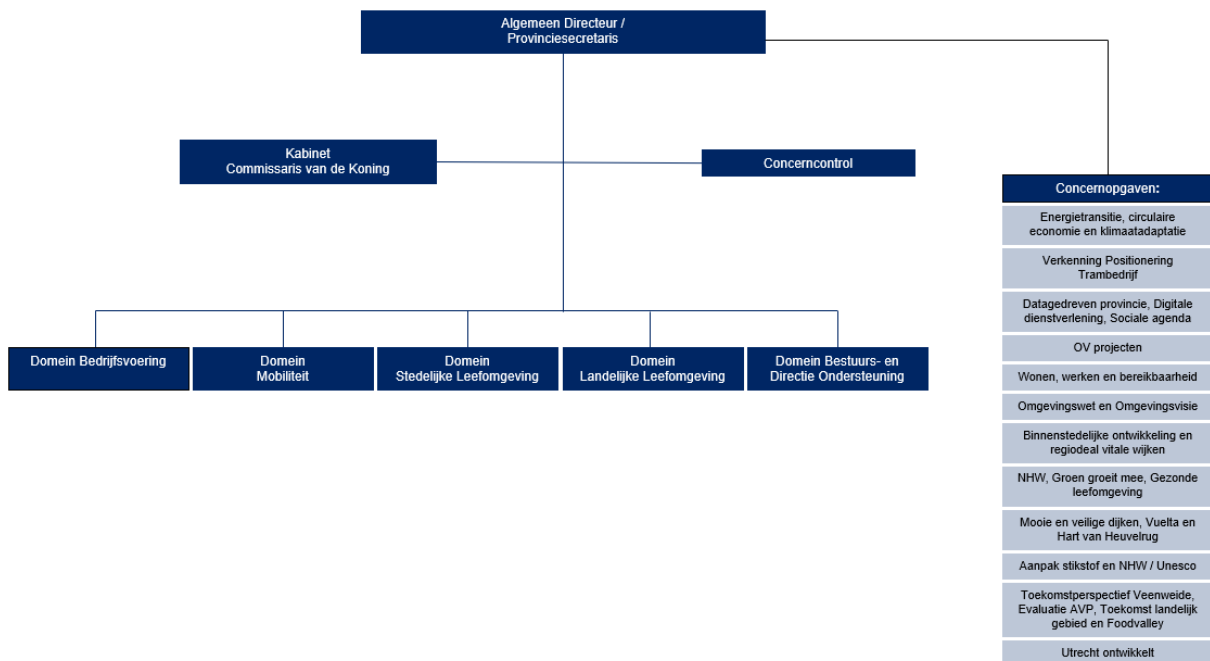 Algemeen Directeur /
Provinciesecretaris
Kabinet
Commissaris van de Koning
Concerncontrol
Domein Bedrijfsvoering
Domein
Mobiliteit
Domein
Stedelijke Leefomgeving
Domein
Landelijke Leefomgeving
Domein Bestuurs- en
Directie Ondersteuning
Concernopgaven:
Energietransitie, circulaire
economie en klimaatadaptatie
Verkenning Positionering
Trambedrijf
Datagedreven provincie, Digitale
dienstverlening, Sociale agenda
OV projecten
Wonen, werken en bereikbaarheid
Omgevingswet en Omgevingsvisie
Binnenstedelijke ontwikkeling en
regiodeal vitale wijken
NHW, Groen groeit mee, Gezonde
leefomgeving
Mooie en veilige dijken, Vuelta en
Hart van Heuvelrug
Aanpak stikstof en NHW / Unesco
Toekomstperspectief Veenweide,
Evaluatie AVP, Toekomst landelijk
gebied en Foodvalley
Utrecht ontwikkelt